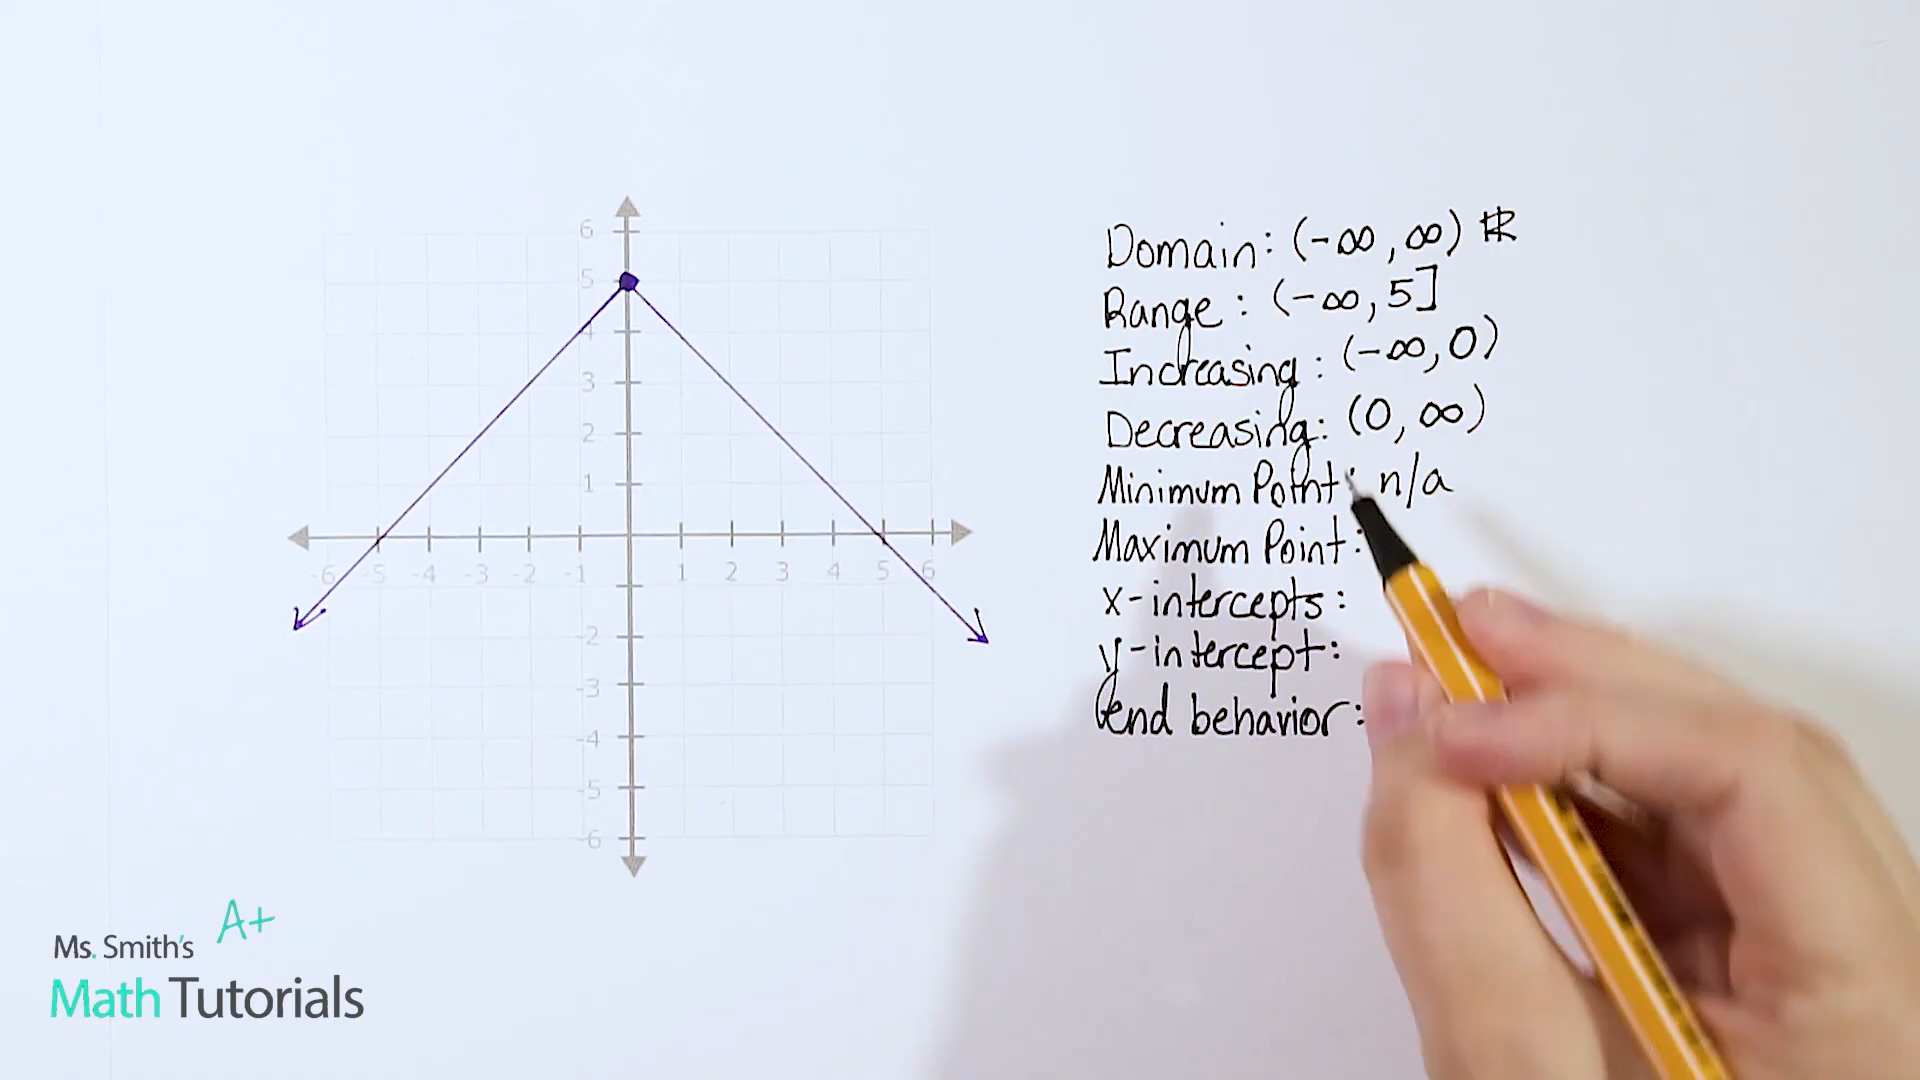 6
5
4
3
2
1
-6 -5 -4 -3 -2 -1 1 2 3 4 5 6
-2
-3
-4
-5
-6
Domain: (-∞, ∞) ℝ
Range: (-∞, 5]
Increasing: (-∞, 0)
Decreasing: (0, ∞)
Minimum Point: n/a
Maximum Point:
x-intercepts:
y-intercept:
end behavior:
A+
Ms. Smith's
Math Tutorials